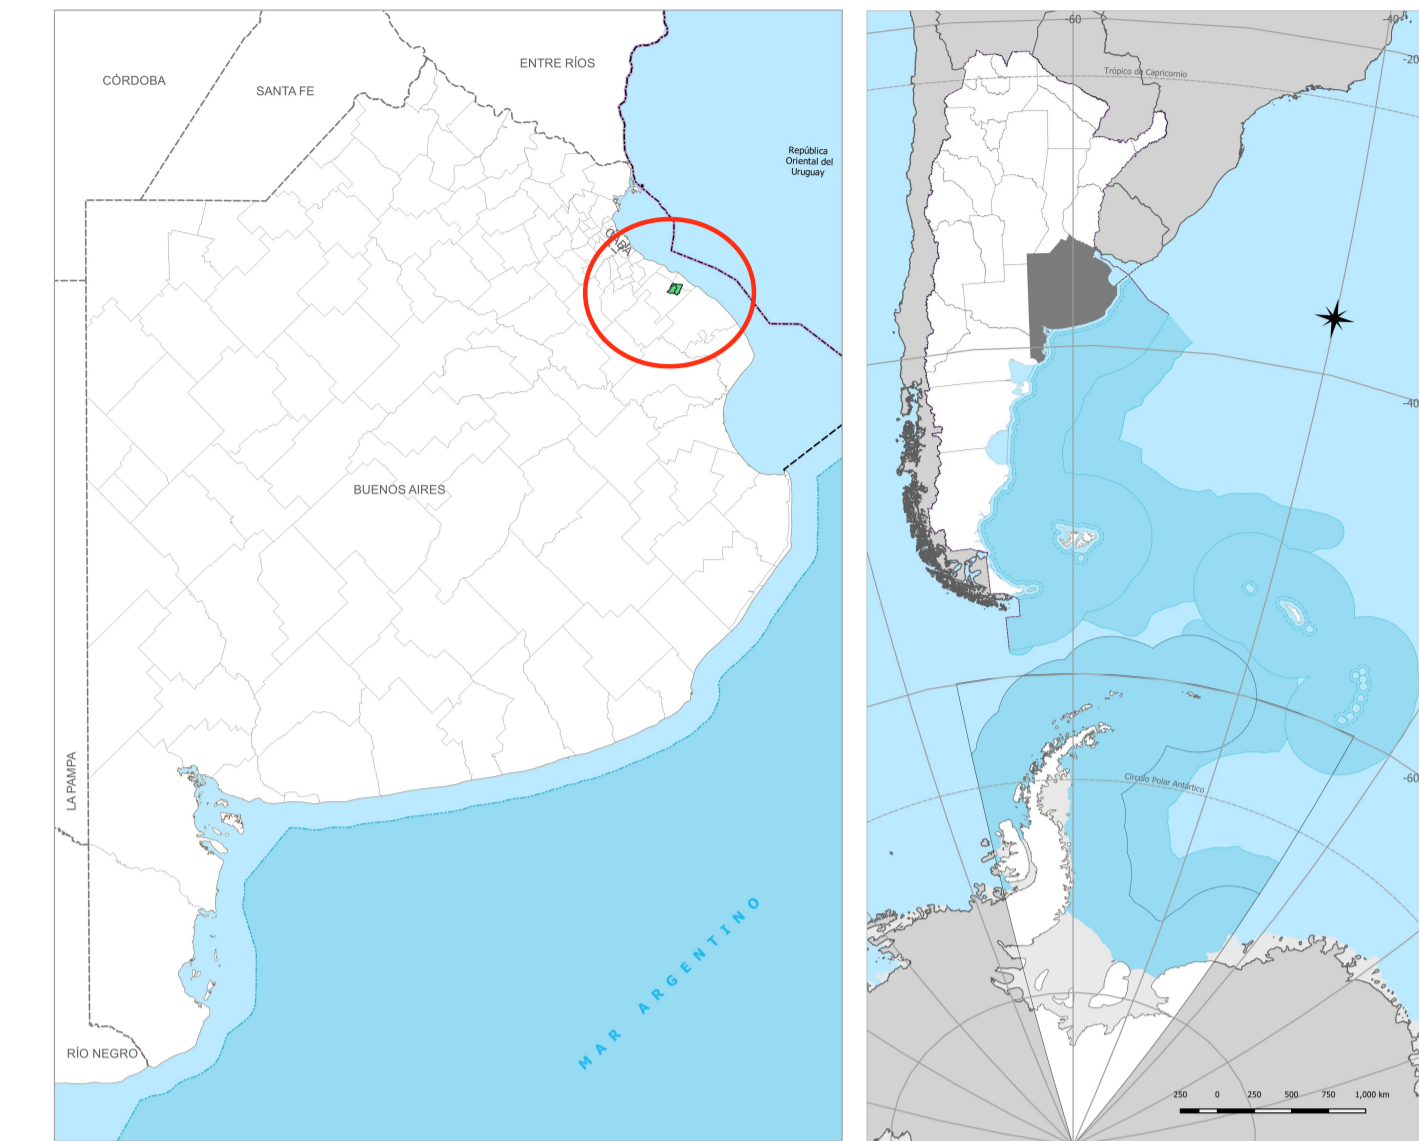 CÓRDOBA
SANTA FE
ENTRE RÍOS
República
Oriental del
Uruguay
CABA
BUENOS AIRES
LA PAMPA
RÍO NEGRO
MAR ARGENTINO
-60
-40
-20
Trópico de Capricornio
-40
-60
Círculo Polar Antártico
250 0 250 500 750 1,000 km